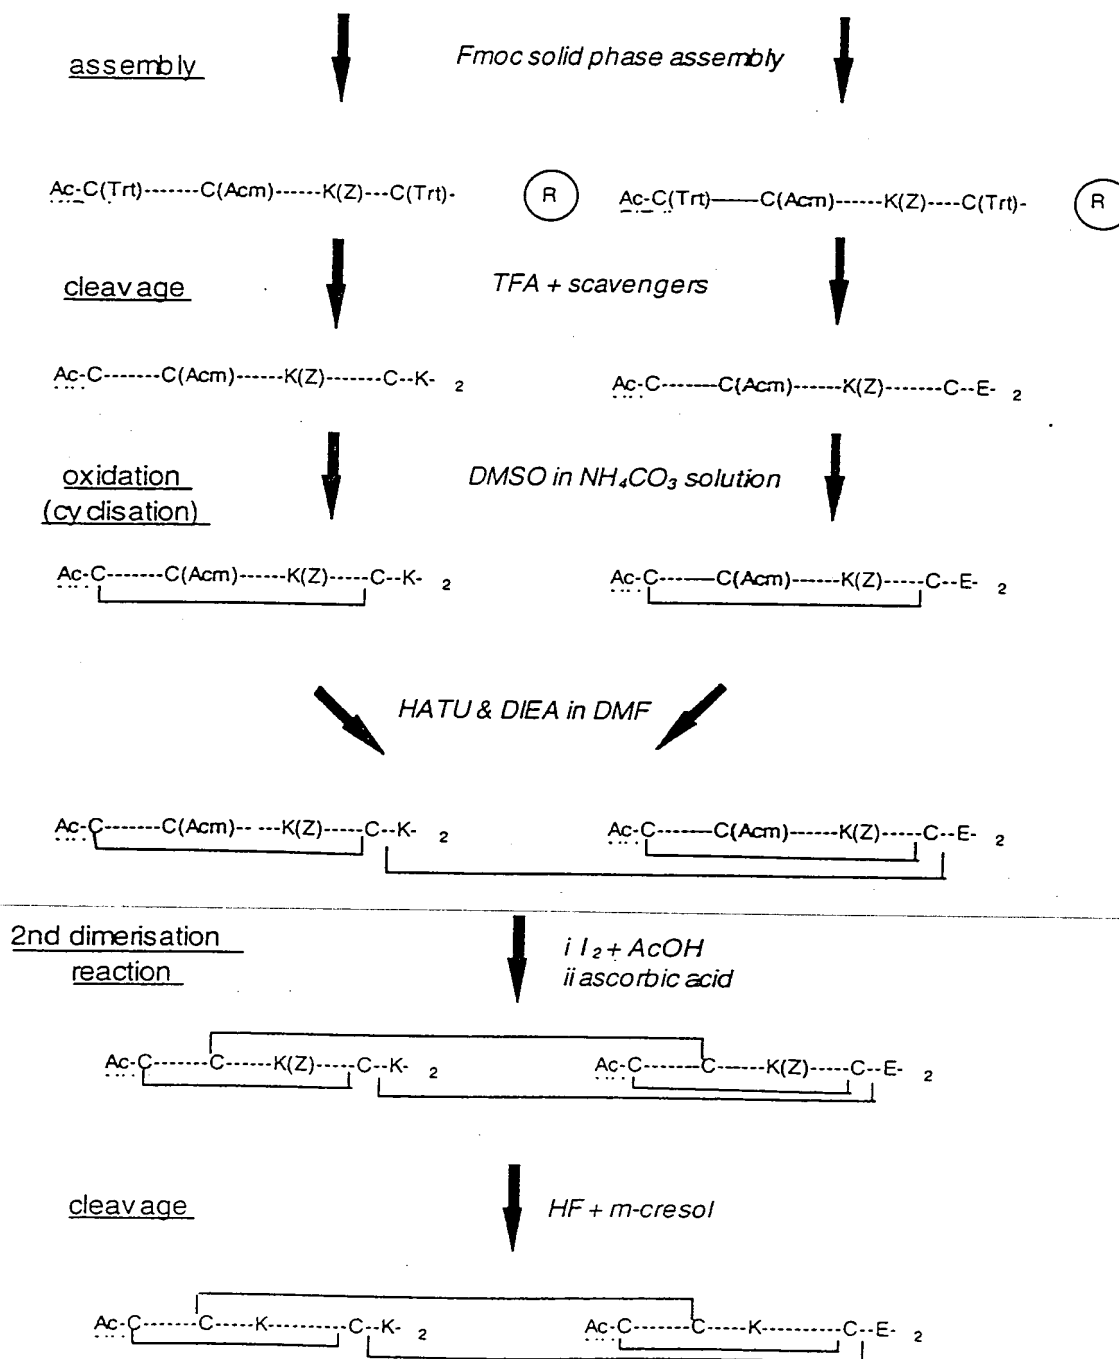 assembly Fmoc solid phase assembly
Ac-C(Trt)-------C(Acm)------K(Z)---C(Trt)- R Ac-C(Trt)——C(Acm)------K(Z)----C(Trt)- R
cleavage TFA + scavengers
Ac-C-------C(Acm)------K(Z)-------C--K- 2 Ac-C-------C(Acm)------K(Z)-------C--E- 2
oxidation DMSO in NH₄CO₃ solution
(cyclisation)
Ac-C-------C(Acm)------K(Z)-----C--K- 2 Ac-C-------C(Acm)------K(Z)-----C--E- 2
HATU & DIEA in DMF
Ac-C-------C(Acm)-- ---K(Z)-----C--K- 2 Ac-C-------C(Acm)------K(Z)-----C--E- 2
2nd dimerisation i I₂ + AcOH
reaction ii ascorbic acid
Ac-C-------C------K(Z)-----C--K- 2 Ac-C-------C------K(Z)-----C--E- 2
cleavage HF + m-cresol
Ac-C-------C-----K---------C--K- 2 Ac-C-------C-----K---------C--E- 2